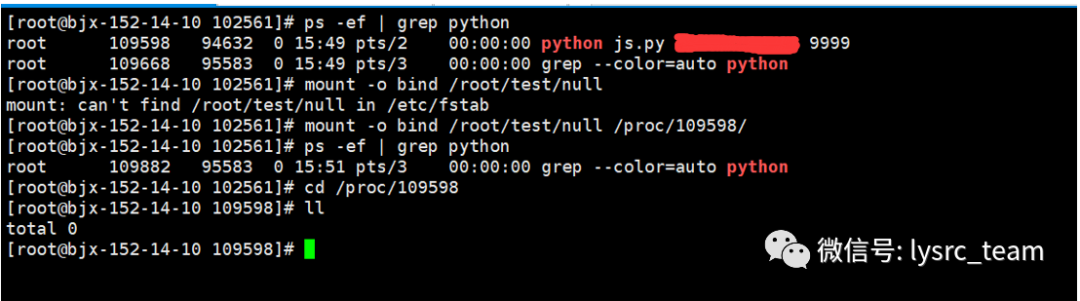 [root@bjx-152-14-10 102561]# ps -ef | grep python
root      109598  94632  0 15:49 pts/2    00:00:00 python js.py 9999
root      109668  95583  0 15:49 pts/3    00:00:00 grep --color=auto python
[root@bjx-152-14-10 102561]# mount -o bind /root/test/null
mount: can't find /root/test/null in /etc/fstab
[root@bjx-152-14-10 102561]# mount -o bind /root/test/null /proc/109598/
[root@bjx-152-14-10 102561]# ps -ef | grep python
root      109882  95583  0 15:51 pts/3    00:00:00 grep --color=auto python
[root@bjx-152-14-10 102561]# cd /proc/109598
[root@bjx-152-14-10 109598]# ll
total 0
[root@bjx-152-14-10 109598]#
微信号: lysrc_team